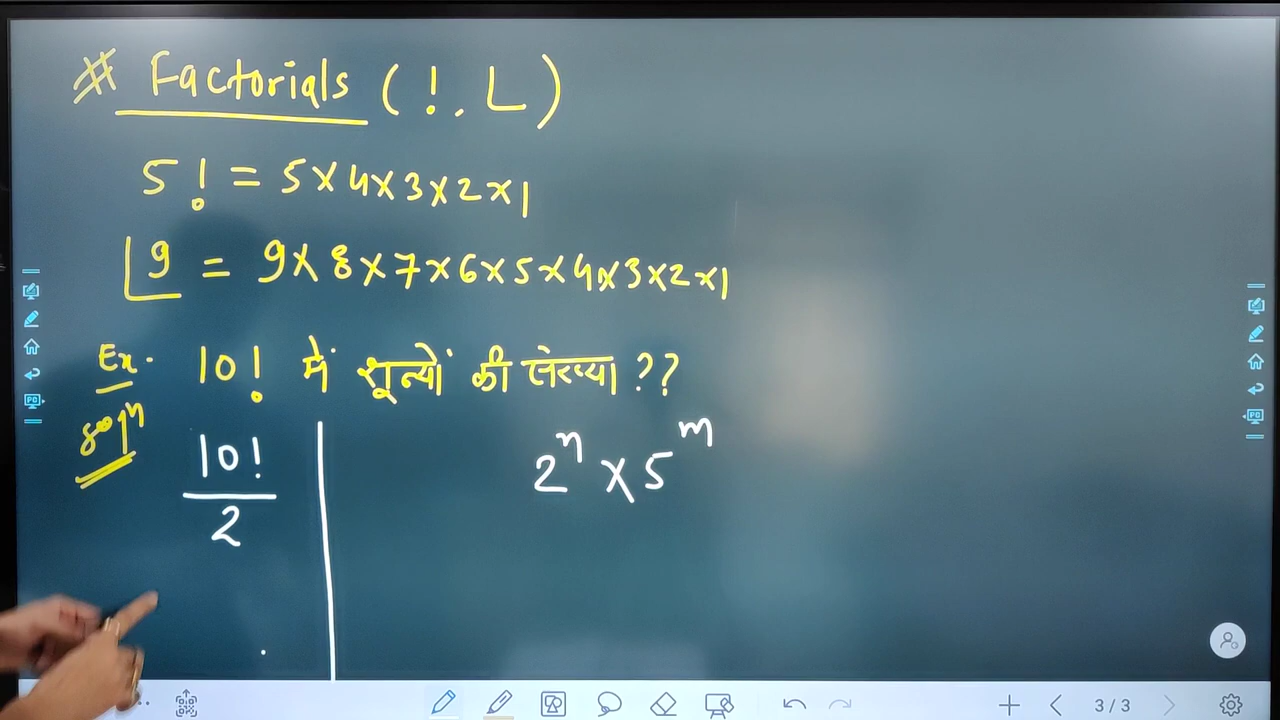 # Factorials ( !. L )
5! = 5×4×3×2×1
⌊9 = 9×8×7×6×5×4×3×2×1
Ex. 10! में शून्यों की संख्या ??
solⁿ
10!
2
2ⁿ × 5ᵐ
3 / 3